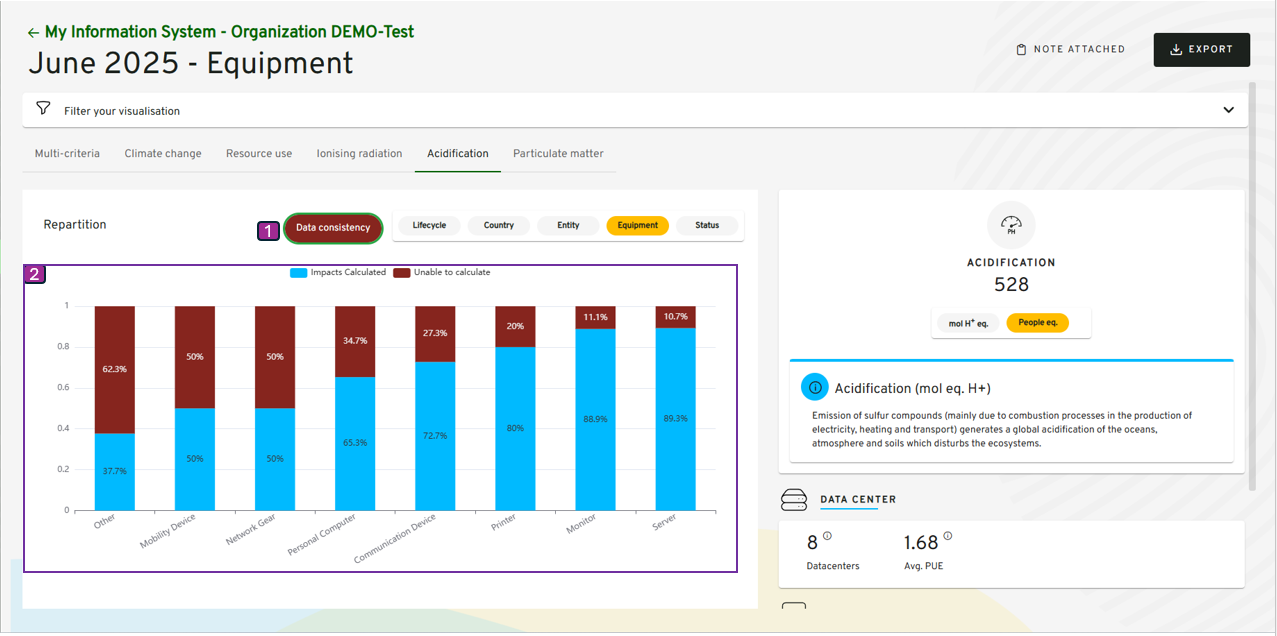 ← My Information System - Organization DEMO-Test
June 2025 - Equipment
NOTE ATTACHED
EXPORT
Filter your visualisation
Multi-criteria
Climate change
Resource use
Ionising radiation
Acidification
Particulate matter
Repartition
1
Data consistency
Lifecycle
Country
Entity
Equipment
Status
2
Impacts Calculated
Unable to calculate
1
0.8
0.6
0.4
0.2
0
62.3%
50%
50%
34.7%
27.3%
20%
11.1%
10.7%
37.7%
50%
50%
65.3%
72.7%
80%
88.9%
89.3%
Other
Mobility Device
Network Gear
Personal Computer
Communication Device
Printer
Monitor
Server
PH
ACIDIFICATION
528
mol H⁺ eq.
People eq.
Acidification (mol eq. H+)
Emission of sulfur compounds (mainly due to combustion processes in the production of
electricity, heating and transport) generates a global acidification of the oceans,
atmosphere and soils which disturbs the ecosystems.
DATA CENTER
8
Datacenters
1.68
Avg. PUE